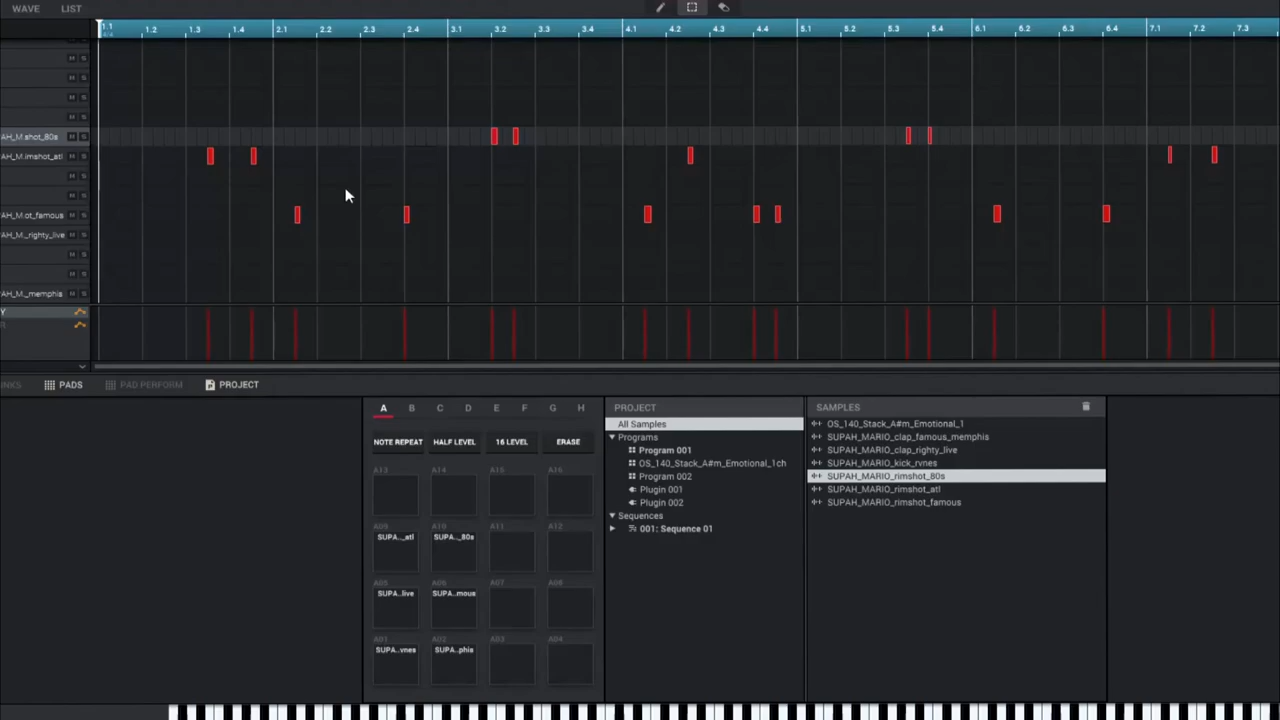 WAVE LIST
1.1 1.2 1.3 1.4 2.1 2.2 2.3 2.4 3.1 3.2 3.3 3.4 4.1 4.2 4.3 4.4 5.1 5.2 5.3 5.4 6.1 6.2 6.3 6.4 7.1 7.2 7.3
M S
M S
M S
M S
AH_M.shot_80s M S
AH_M.imshot_atl M S
M S
M S
AH_M.ot_famous M S
AH_M._righty_live M S
M S
M S
AH_M._memphis M S
Y
R
NKS PADS PAD PERFORM PROJECT
A B C D E F G H
NOTE REPEAT HALF LEVEL 16 LEVEL ERASE
A13 A14 A15 A16
A09 A10 A11 A12
SUPA.._atl SUPA.._80s
A05 A06 A07 A08
SUPA..live SUPA..mous
A01 A02 A03 A04
SUPA..vnes SUPA..phis
PROJECT
All Samples
Programs
Program 001
OS_140_Stack_A#m_Emotional_1ch
Program 002
Plugin 001
Plugin 002
Sequences
001: Sequence 01
SAMPLES
OS_140_Stack_A#m_Emotional_1
SUPAH_MARIO_clap_famous_memphis
SUPAH_MARIO_clap_righty_live
SUPAH_MARIO_kick_rvnes
SUPAH_MARIO_rimshot_80s
SUPAH_MARIO_rimshot_atl
SUPAH_MARIO_rimshot_famous